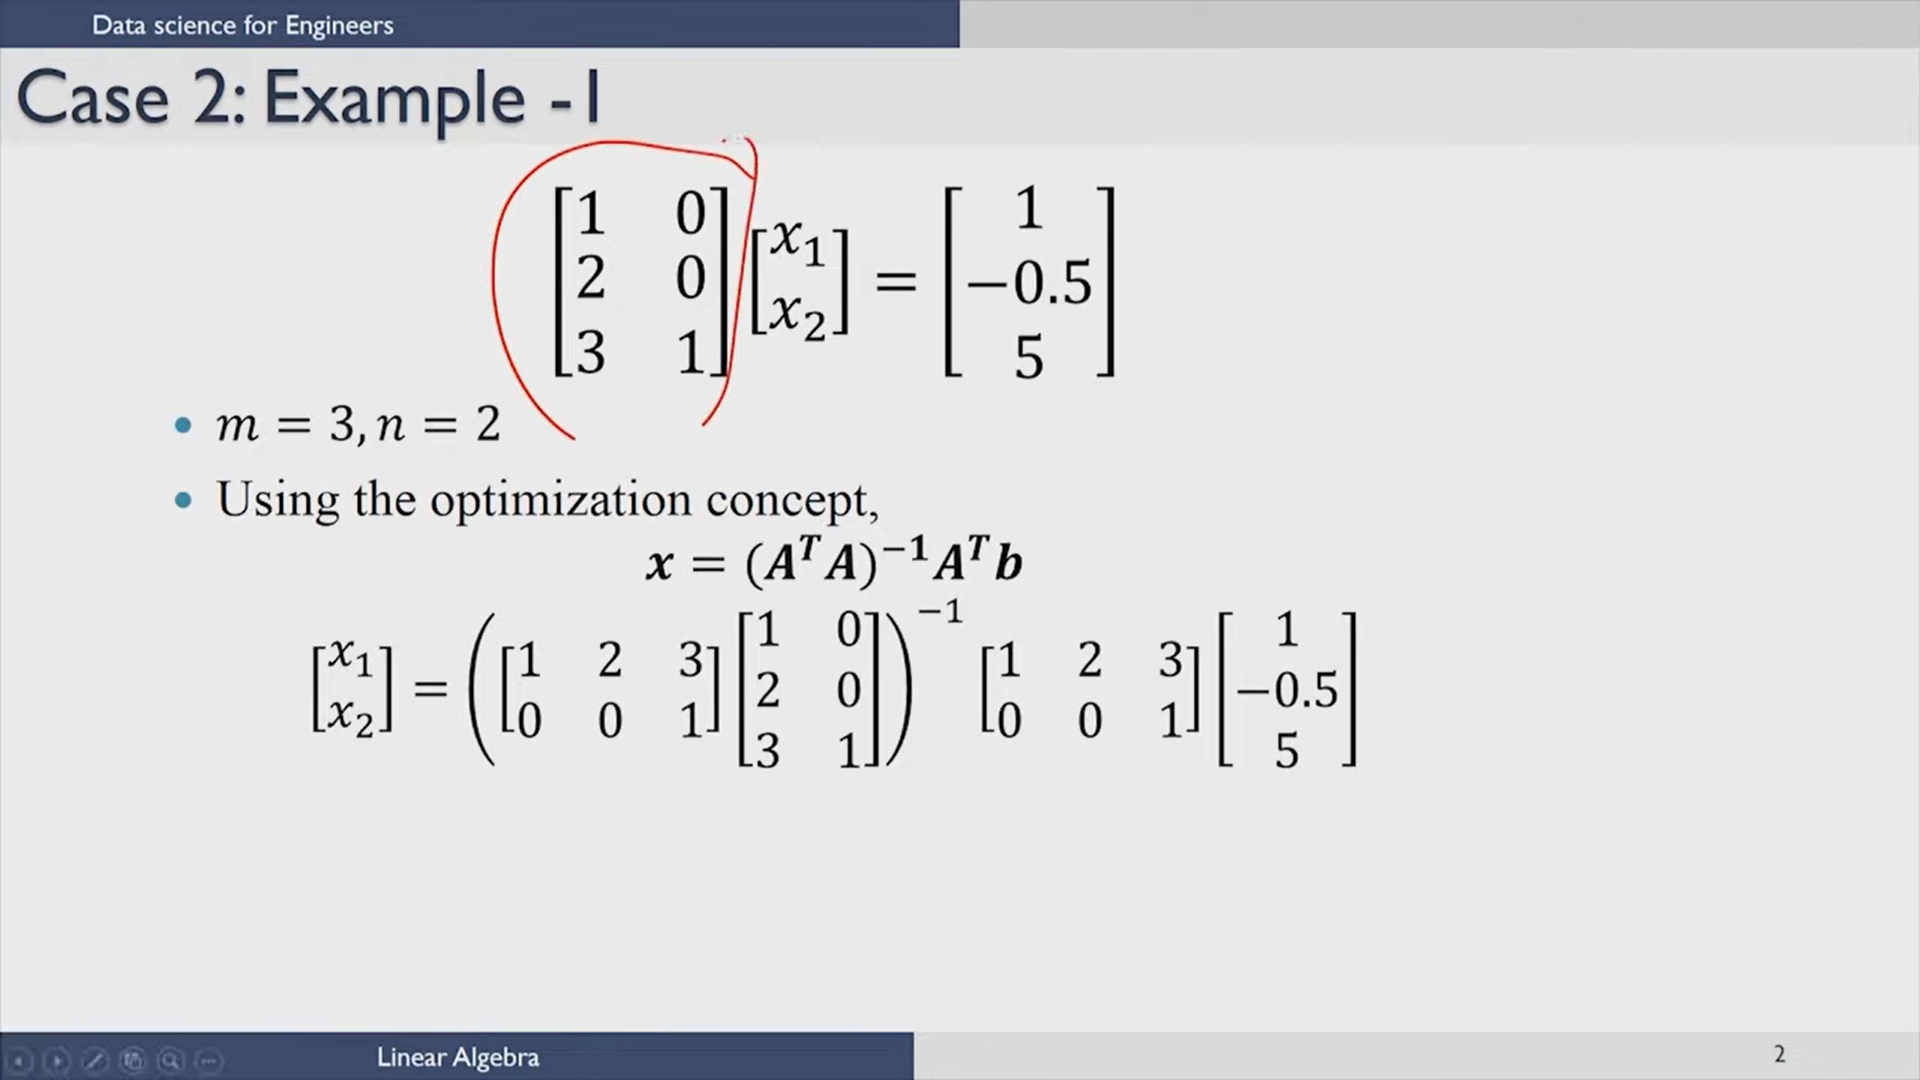 Data science for Engineers
Case 2: Example -1
[1 0; 2 0; 3 1] [x₁; x₂] = [1; −0.5; 5]
• m = 3, n = 2
• Using the optimization concept,
x = (AᵀA)⁻¹Aᵀb
[x₁; x₂] = ([1 2 3; 0 0 1] [1 0; 2 0; 3 1])⁻¹ [1 2 3; 0 0 1] [1; −0.5; 5]
Linear Algebra
2